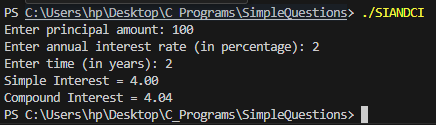 PS C:\Users\hp\Desktop\C_Programs\SimpleQuestions> ./SIANDCI
Enter principal amount: 100
Enter annual interest rate (in percentage): 2
Enter time (in years): 2
Simple Interest = 4.00
Compound Interest = 4.04
PS C:\Users\hp\Desktop\C_Programs\SimpleQuestions>